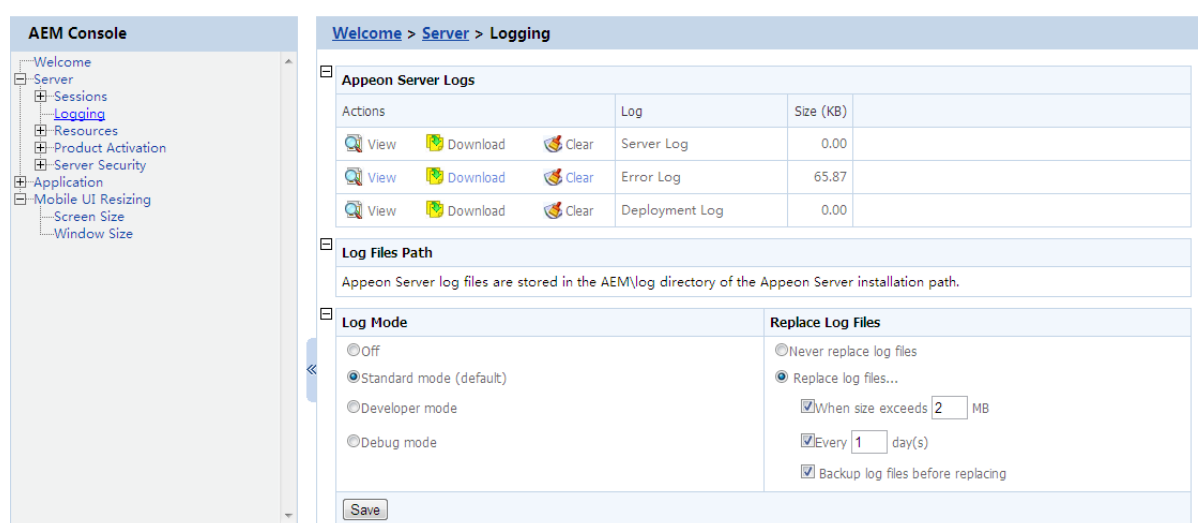 AEM Console
Welcome
Server
Sessions
Logging
Resources
Product Activation
Server Security
Application
Mobile UI Resizing
Screen Size
Window Size
Welcome > Server > Logging
Appeon Server Logs
Actions Log Size (KB)
View Download Clear Server Log 0.00
View Download Clear Error Log 65.87
View Download Clear Deployment Log 0.00
Log Files Path
Appeon Server log files are stored in the AEM\log directory of the Appeon Server installation path.
Log Mode Replace Log Files
Off Never replace log files
Standard mode (default) Replace log files...
Developer mode When size exceeds 2 MB
Debug mode Every 1 day(s)
Backup log files before replacing
Save